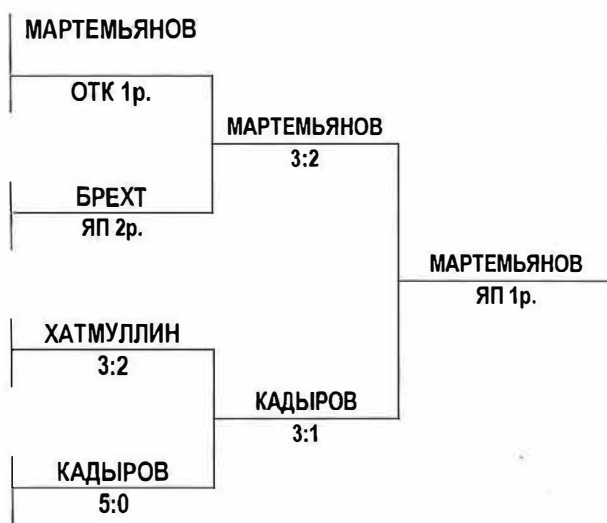 МАРТЕМЬЯНОВ
ОТК 1р.
МАРТЕМЬЯНОВ
3:2
БРЕХТ
ЯП 2р.
МАРТЕМЬЯНОВ
ЯП 1р.
ХАТМУЛЛИН
3:2
КАДЫРОВ
3:1
КАДЫРОВ
5:0